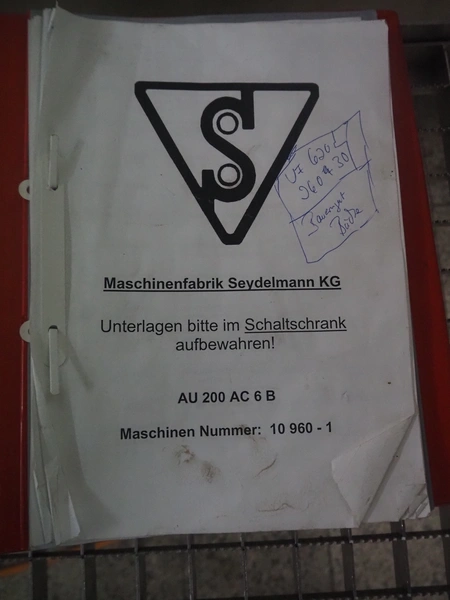 S
Maschinenfabrik Seydelmann KG
Unterlagen bitte im Schaltschrank
aufbewahren!
AU 200 AC 6 B
Maschinen Nummer: 10 960 - 1